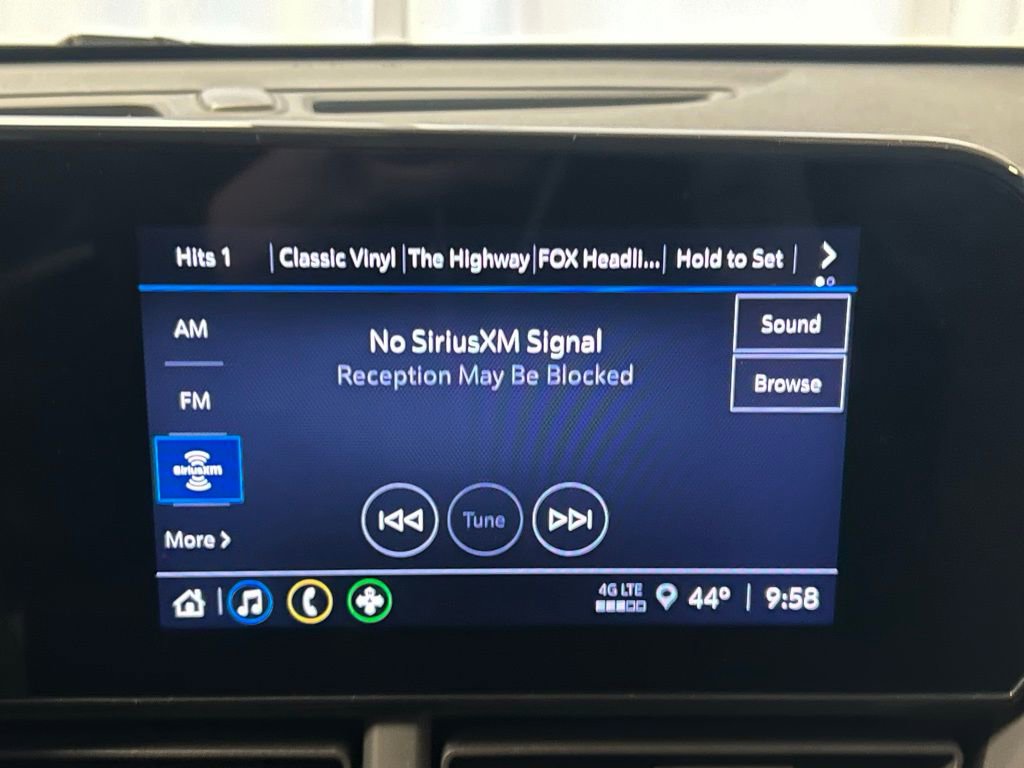 Hits 1
Classic Vinyl
The Highway
FOX Headli...
Hold to Set
AM
No SiriusXM Signal
Sound
Reception May Be Blocked
Browse
FM
SiriusXM
Tune
More
4G LTE
44°
9:58